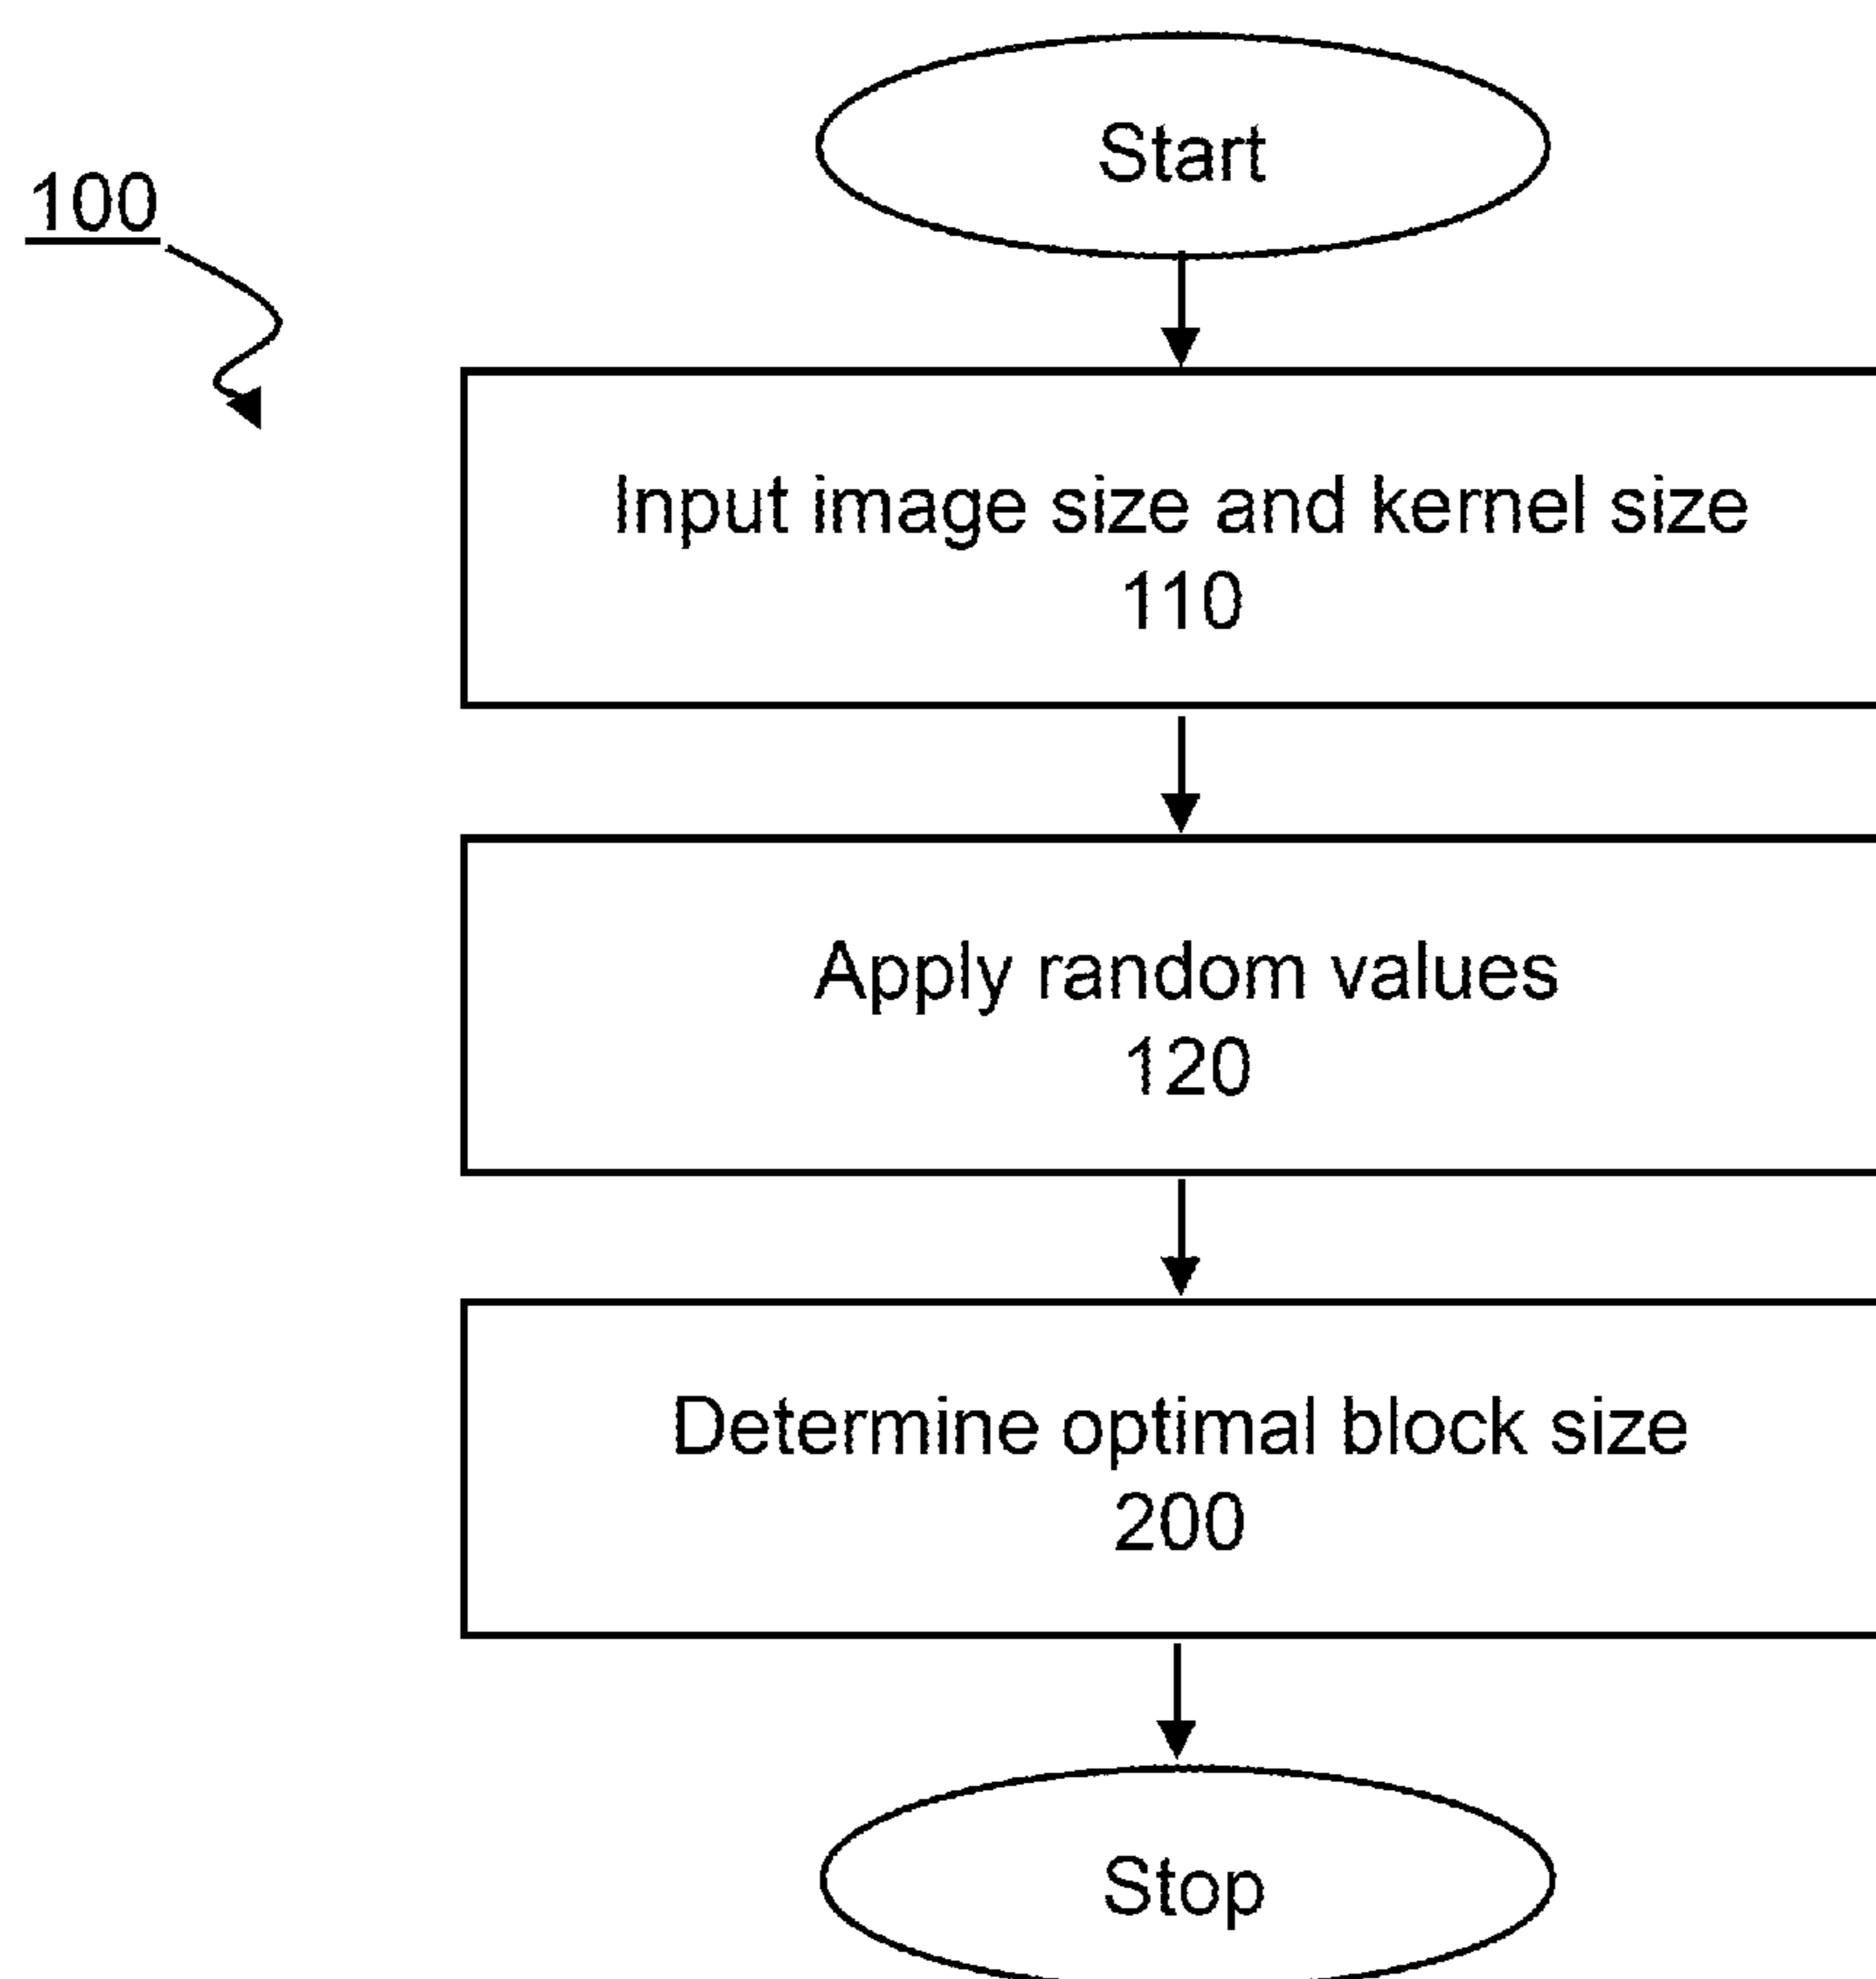 Start
100
Input image size and kernel size
110
Apply random values
120
Determine optimal block size
200
Stop